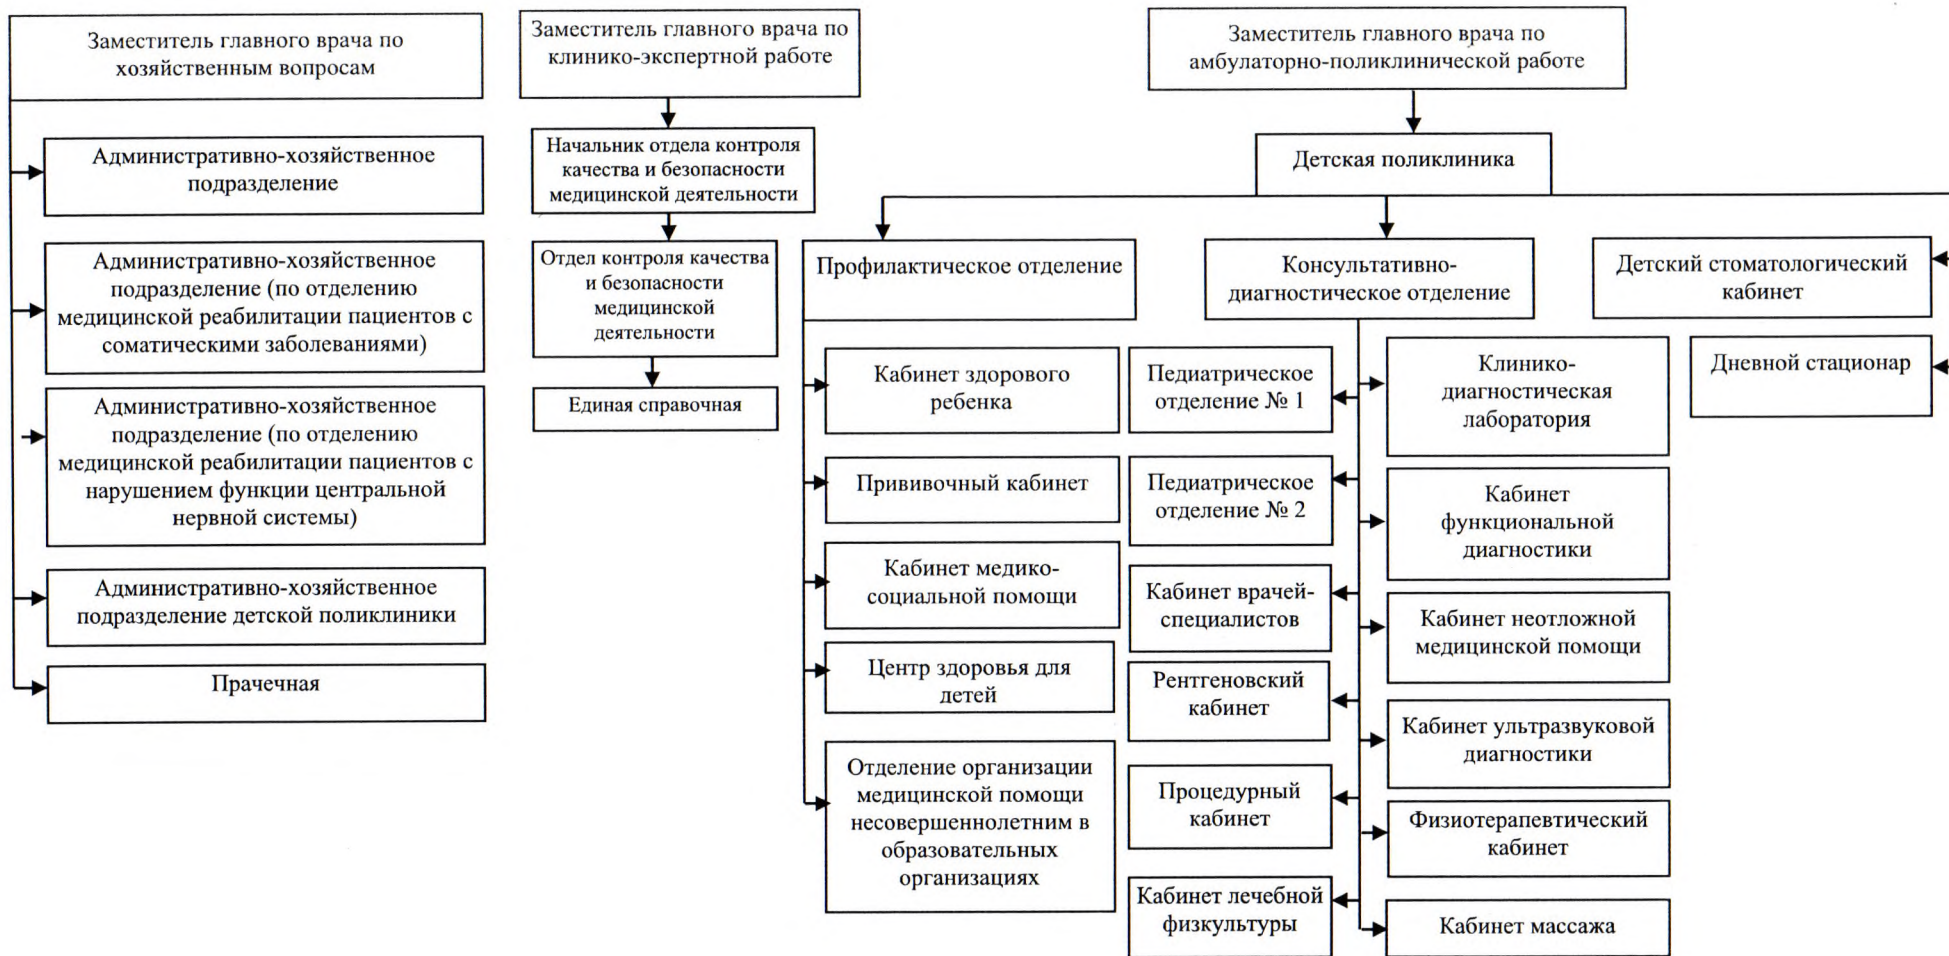 Заместитель главного врача по
хозяйственным вопросам
Административно-хозяйственное
подразделение
Административно-хозяйственное
подразделение (по отделению
медицинской реабилитации пациентов с
соматическими заболеваниями)
Административно-хозяйственное
подразделение (по отделению
медицинской реабилитации пациентов с
нарушением функции центральной
нервной системы)
Административно-хозяйственное
подразделение детской поликлиники
Прачечная
Заместитель главного врача по
клинико-экспертной работе
Начальник отдела контроля
качества и безопасности
медицинской деятельности
Отдел контроля качества
и безопасности
медицинской
деятельности
Единая справочная
Заместитель главного врача по
амбулаторно-поликлинической работе
Детская поликлиника
Профилактическое отделение
Кабинет здорового
ребенка
Прививочный кабинет
Кабинет медико-
социальной помощи
Центр здоровья для
детей
Отделение организации
медицинской помощи
несовершеннолетним в
образовательных
организациях
Консультативно-
диагностическое отделение
Педиатрическое
отделение № 1
Педиатрическое
отделение № 2
Кабинет врачей-
специалистов
Рентгеновский
кабинет
Процедурный
кабинет
Кабинет лечебной
физкультуры
Клинико-
диагностическая
лаборатория
Кабинет
функциональной
диагностики
Кабинет неотложной
медицинской помощи
Кабинет ультразвуковой
диагностики
Физиотерапевтический
кабинет
Кабинет массажа
Детский стоматологический
кабинет
Дневной стационар